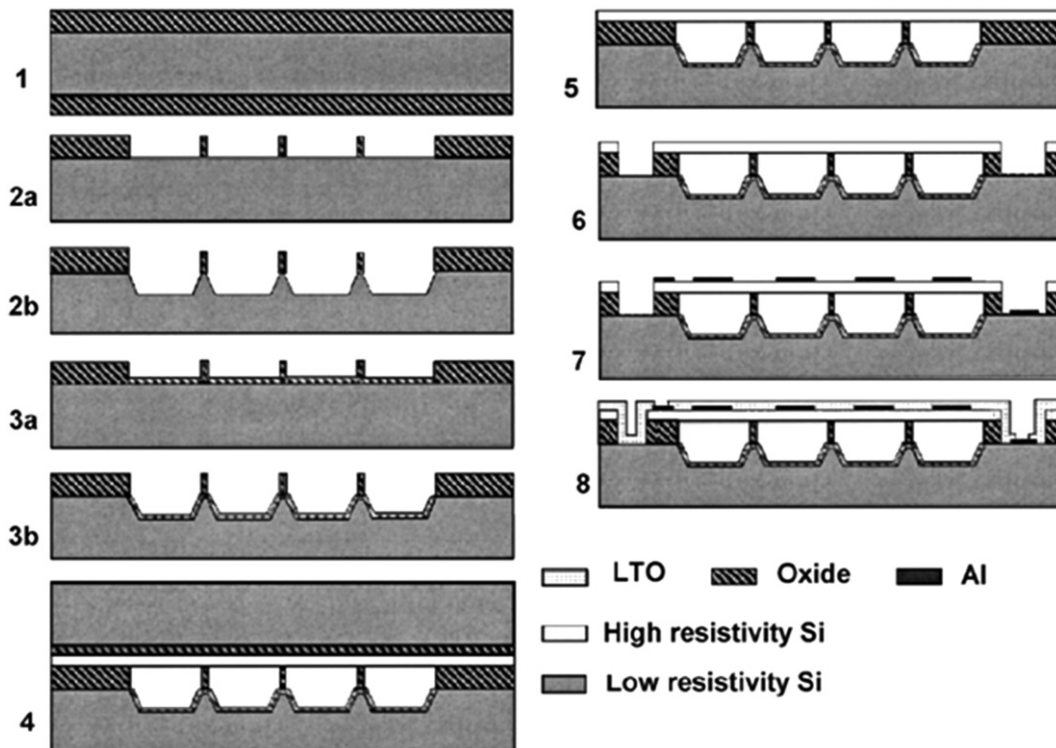 1
2a
2b
3a
3b
4
5
6
7
8
LTO Oxide Al
High resistivity Si
Low resistivity Si